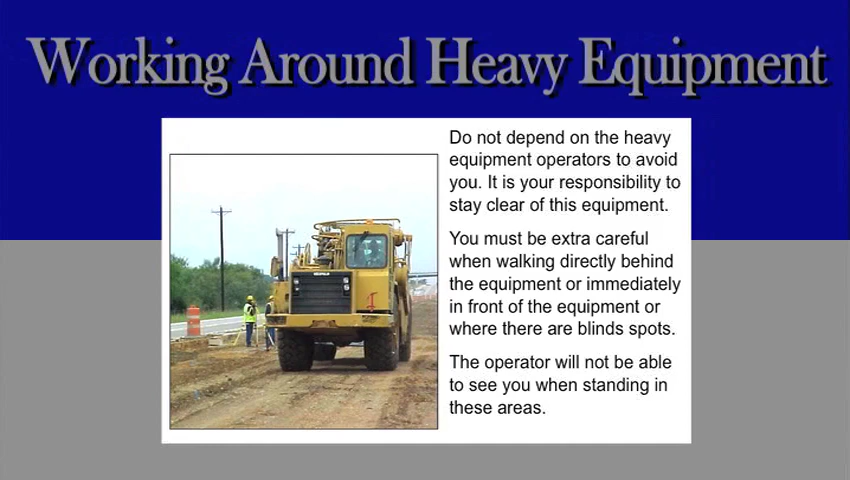 Working Around Heavy Equipment
Do not depend on the heavy
equipment operators to avoid
you. It is your responsibility to
stay clear of this equipment.
You must be extra careful
when walking directly behind
the equipment or immediately
in front of the equipment or
where there are blinds spots.
The operator will not be able
to see you when standing in
these areas.